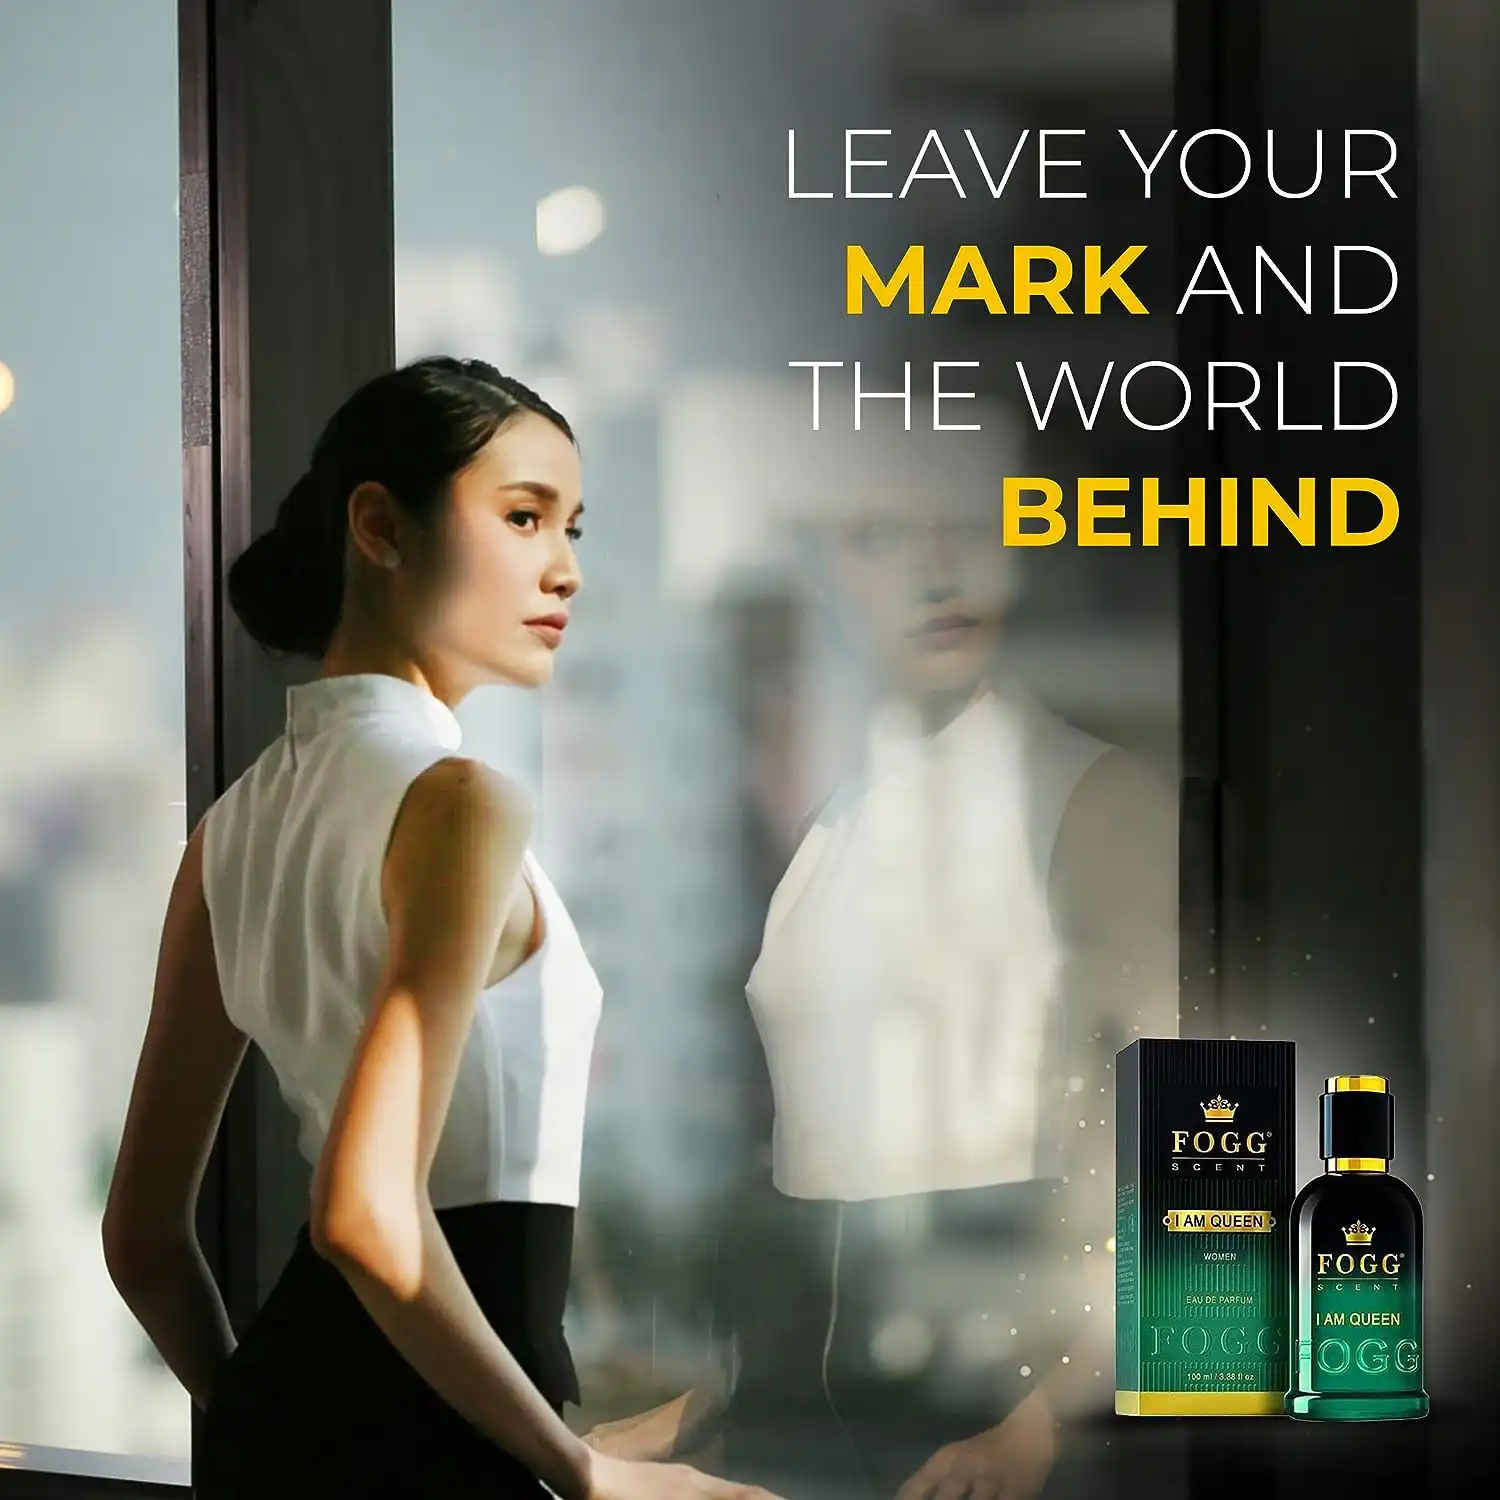 LEAVE YOUR
MARK AND
THE WORLD
BEHIND
FOGG®
SCENT
I AM QUEEN
WOMEN
EAU DE PARFUM
FOGG
100 ml / 3.38 fl oz
FOGG®
SCENT
I AM QUEEN
FOGG